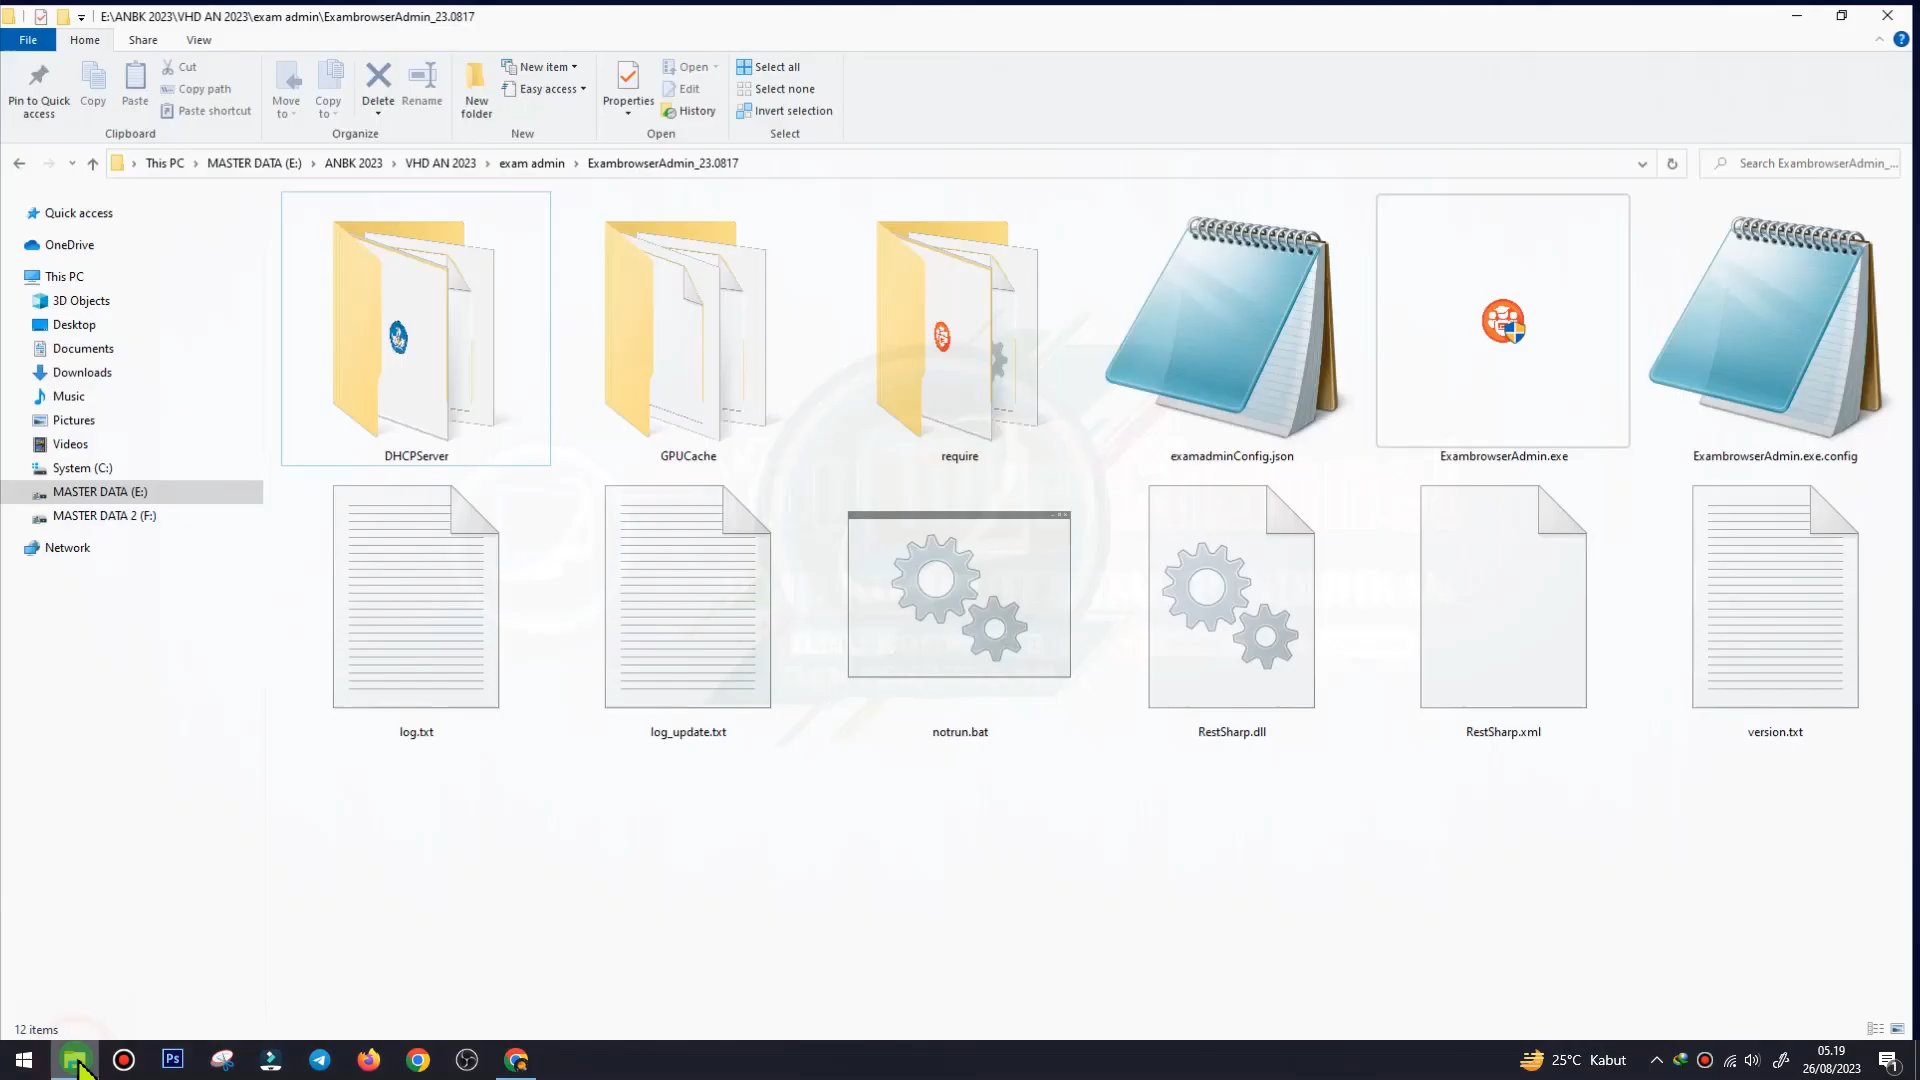 E:\ANBK 2023\VHD AN 2023\exam admin\ExambrowserAdmin_23.0817
File Home Share View
Pin to Quick access
Copy
Paste
Cut
Copy path
Paste shortcut
Clipboard
Move to
Copy to
Delete
Rename
Organize
New folder
New item
Easy access
New
Properties
Open
Edit
History
Open
Select all
Select none
Invert selection
Select
This PC > MASTER DATA (E:) > ANBK 2023 > VHD AN 2023 > exam admin > ExambrowserAdmin_23.0817
Search ExambrowserAdmin_...
Quick access
OneDrive
This PC
3D Objects
Desktop
Documents
Downloads
Music
Pictures
Videos
System (C:)
MASTER DATA (E:)
MASTER DATA 2 (F:)
Network
DHCPServer
GPUCache
require
examadminConfig.json
ExambrowserAdmin.exe
ExambrowserAdmin.exe.config
log.txt
log_update.txt
notrun.bat
RestSharp.dll
RestSharp.xml
version.txt
12 items
Ps
25°C Kabut
05.19
26/08/2023
1